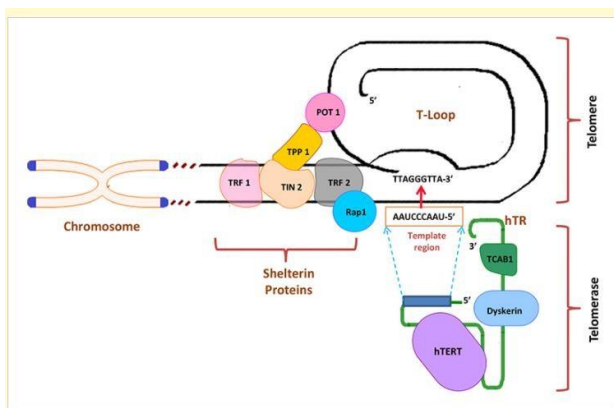 5'
POT 1
T-Loop
Telomere
TPP 1
TRF 1
TIN 2
TRF 2
TTAGGGTTA-3'
Rap1
Chromosome
AAUCCCAAU-5'
Template
region
hTR
3'
TCAB1
Shelterin
Proteins
5'
Dyskerin
hTERT
Telomerase